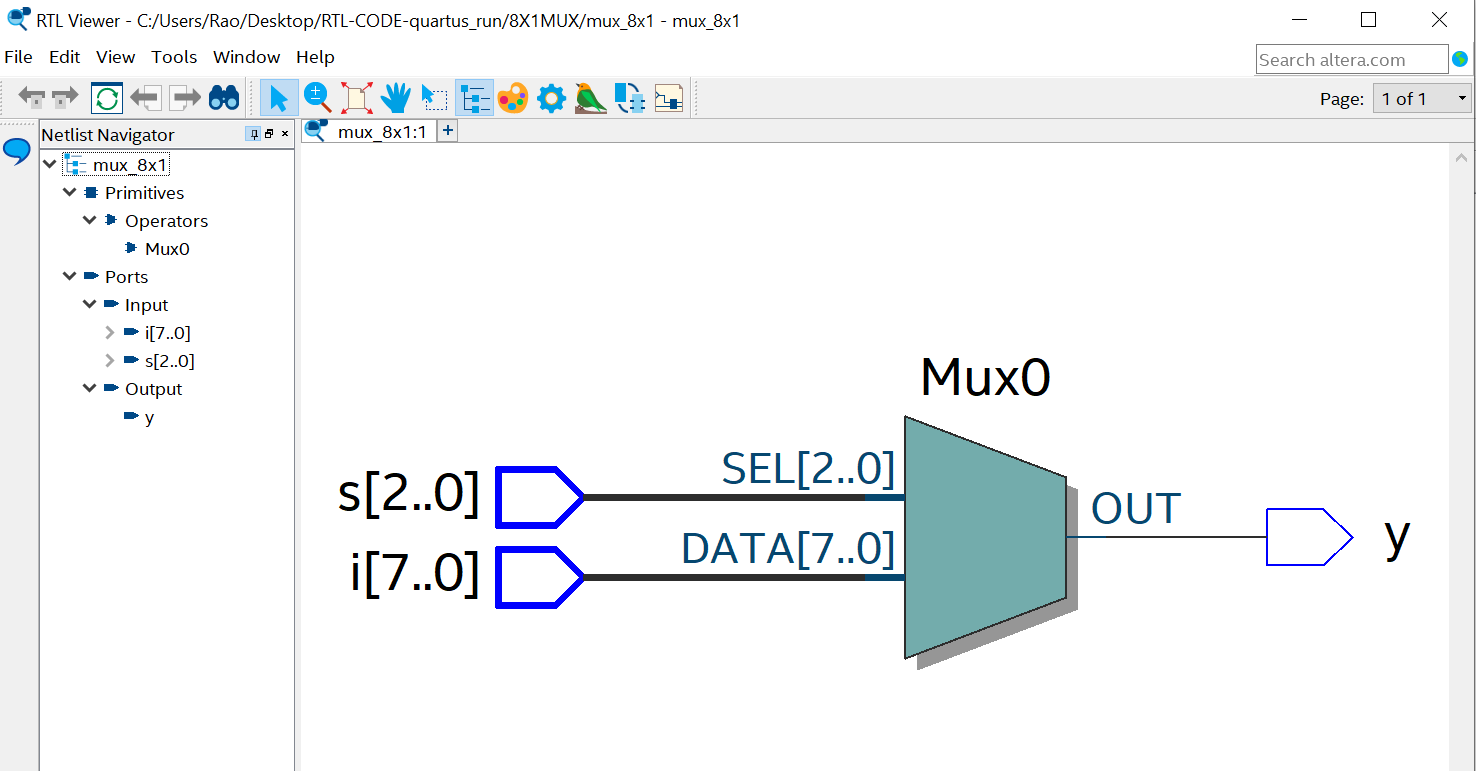 RTL Viewer - C:/Users/Rao/Desktop/RTL-CODE-quartus_run/8X1MUX/mux_8x1 - mux_8x1
File Edit View Tools Window Help
Search altera.com
Page: 1 of 1
Netlist Navigator
mux_8x1:1
mux_8x1
Primitives
Operators
Mux0
Ports
Input
i[7..0]
s[2..0]
Output
y
Mux0
s[2..0]
SEL[2..0]
i[7..0]
DATA[7..0]
OUT
y